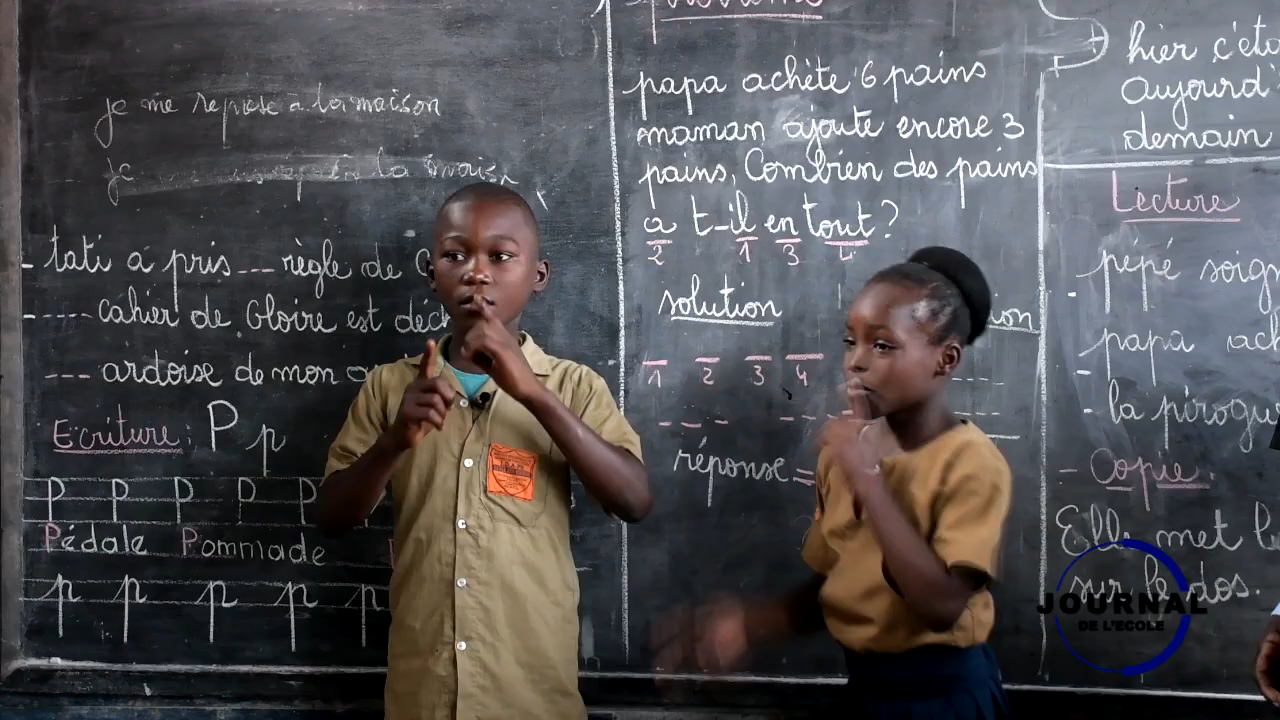 je me repose à la maison
je la
- tati a pris --- règle de
----- cahier de Gloire est
--- ardoise de mon
Ecriture : P p
P P P P P
Pédale Pommade
p p p p p
papa achète 6 pains
maman ajoute encore 3
pains, Combien des pains
a t-il en tout ?
2 1 3 4
solution
1 2 3 4
réponse =
hier c'éta
aujourd'
demain
Lecture
- pépé soign
- papa ach
- la pirogue
- Copie :
Elle met l
sur le dos.
JOURNAL
DE L'ECOLE